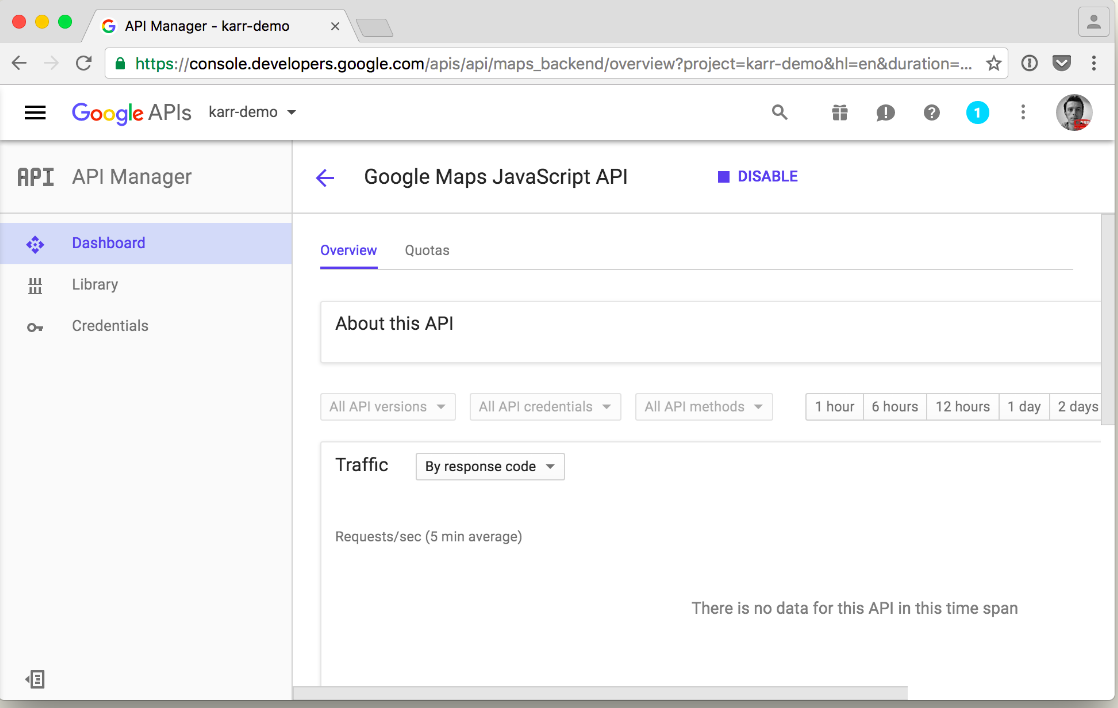 API Manager - karr-demo
https://console.developers.google.com/apis/api/maps_backend/overview?project=karr-demo&hl=en&duration=...
Google APIs karr-demo 1
API API Manager
Google Maps JavaScript API DISABLE
Dashboard
Library
Credentials
Overview Quotas
About this API
All API versions All API credentials All API methods 1 hour 6 hours 12 hours 1 day 2 days
Traffic By response code
Requests/sec (5 min average)
There is no data for this API in this time span